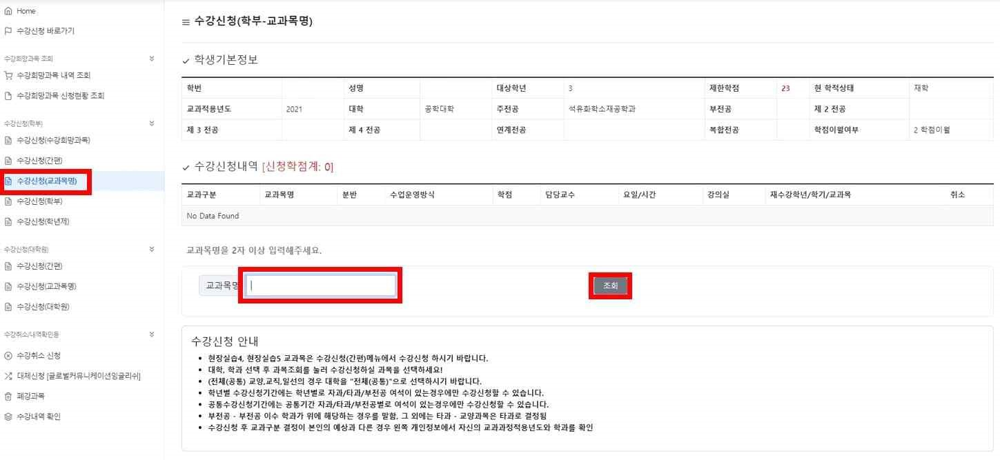 Home
수강신청 바로가기
수강희망과목 조회
수강희망과목 내역 조회
수강희망과목 신청현황 조회
수강신청(학부)
수강신청(수강희망과목)
수강신청(간편)
수강신청(교과목명)
수강신청(학부)
수강신청(학년제)
수강신청(대학원)
수강신청(간편)
수강신청(교과목명)
수강신청(대학원)
수강취소/내역확인등
수강취소 신청
대체신청 [글로벌커뮤니케이션잉글리쉬]
폐강과목
수강내역 확인
수강신청(학부-교과목명)
학생기본정보
학번 성명 대상학년 3 제한학점 23 현 학적상태 재학
교과적용년도 2021 대학 공학대학 주전공 석유화학소재공학과 부전공 제 2 전공
제 3 전공 제 4 전공 연계전공 복합전공 학점이월여부 2 학점이월
수강신청내역 [신청학점계: 0]
교과구분 교과목명 분반 수업운영방식 학점 담당교수 요일/시간 강의실 재수강학년/학기/교과목 취소
No Data Found
교과목명을 2자 이상 입력해주세요.
교과목명 조회
수강신청 안내
• 현장실습4, 현장실습5 교과목은 수강신청(간편)메뉴에서 수강신청 하시기 바랍니다.
• 대학, 학과 선택 후 과목조회를 눌러 수강신청하실 과목을 선택하세요!
• (전체(공통) 교양,교직,일선의 경우 대학을 "전체(공통)"으로 선택하시기 바랍니다.
• 학년별 수강신청기간에는 학년별로 자과/타과/부전공 여석이 있는경우에만 수강신청할 수 있습니다.
• 공통수강신청기간에는 공통기간 자과/타과/부전공별로 여석이 있는경우에만 수강신청할 수 있습니다.
• 부전공 - 부전공 이수 학과가 위에 해당하는 경우를 말함, 그 외에는 타과 - 교양과목은 타과로 결정됨
• 수강신청 후 교과구분 결정이 본인의 예상과 다른 경우 왼쪽 개인정보에서 자신의 교과과정적용년도와 학과를 확인